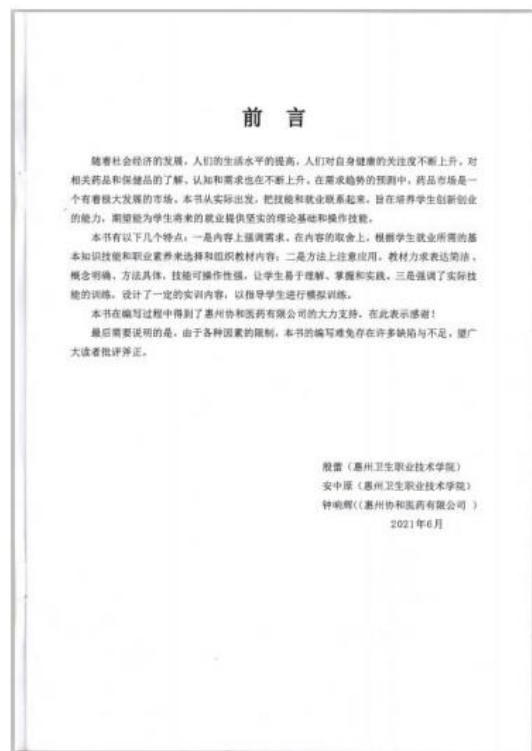 前 言
随着社会经济的发展，人们的生活水平的提高，人们对自身健康的关注度不断上升，对
相关药品和保健品的了解、认知和需求也在不断上升。在需求趋势的预测中，药品市场是一
个有着极大发展的市场。本书从实际出发，把技能和就业联系起来，旨在培养学生创新创业
的能力，期望能为学生将来的就业提供坚实的理论基础和操作技能。
本书有以下几个特点：一是内容上强调需求，在内容的取舍上，根据学生就业所需的基
本知识技能和职业素养来选择和组织教材内容；二是方法上注意应用，教材力求表达简洁、
概念明确、方法具体，技能可操作性强，让学生易于理解、掌握和实践。三是强调了实际技
能的训练，设计了一定的实训内容，以指导学生进行模拟训练。
本书在编写过程中得到了惠州协和医药有限公司的大力支持，在此表示感谢！
最后需要说明的是，由于各种因素的限制，本书的编写难免存在许多缺陷与不足，望广
大读者批评斧正。
殷蕾（惠州卫生职业技术学院）
安中原（惠州卫生职业技术学院）
钟响辉((惠州协和医药有限公司 ）
2021年6月